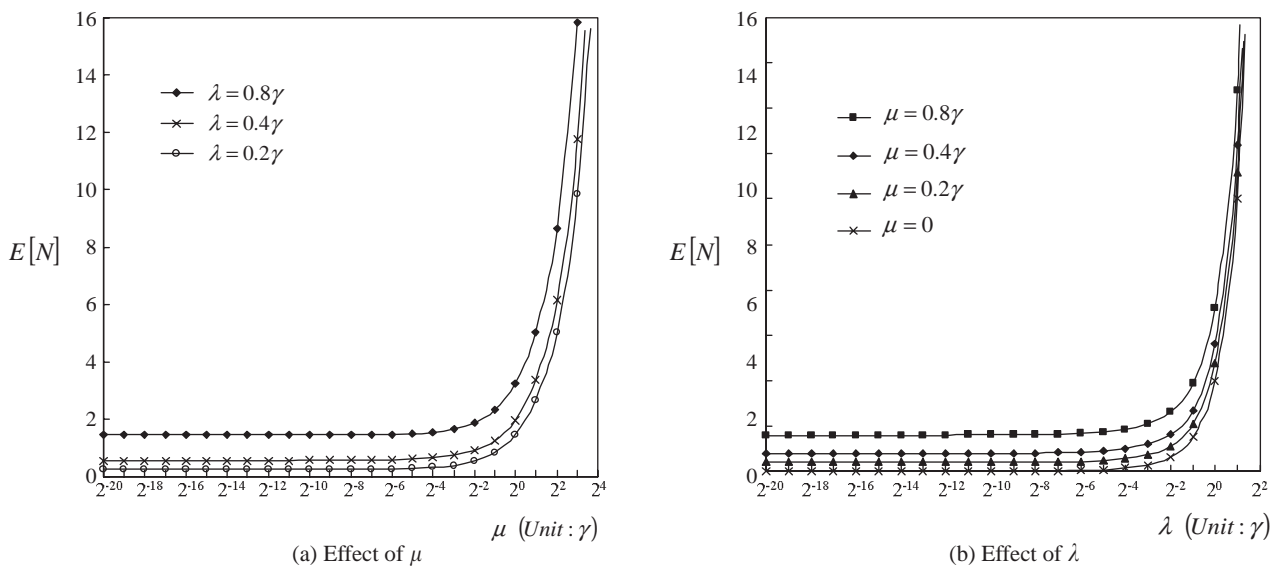 16
14
12
10
8
6
4
2
0
E[N]
λ = 0.8γ
λ = 0.4γ
λ = 0.2γ
2^-20 2^-18 2^-16 2^-14 2^-12 2^-10 2^-8 2^-6 2^-4 2^-2 2^0 2^2 2^4
μ (Unit : γ)
(a) Effect of μ
16
14
12
10
8
6
4
2
0
E[N]
μ = 0.8γ
μ = 0.4γ
μ = 0.2γ
μ = 0
2^-20 2^-18 2^-16 2^-14 2^-12 2^-10 2^-8 2^-6 2^-4 2^-2 2^0 2^2
λ (Unit : γ)
(b) Effect of λ